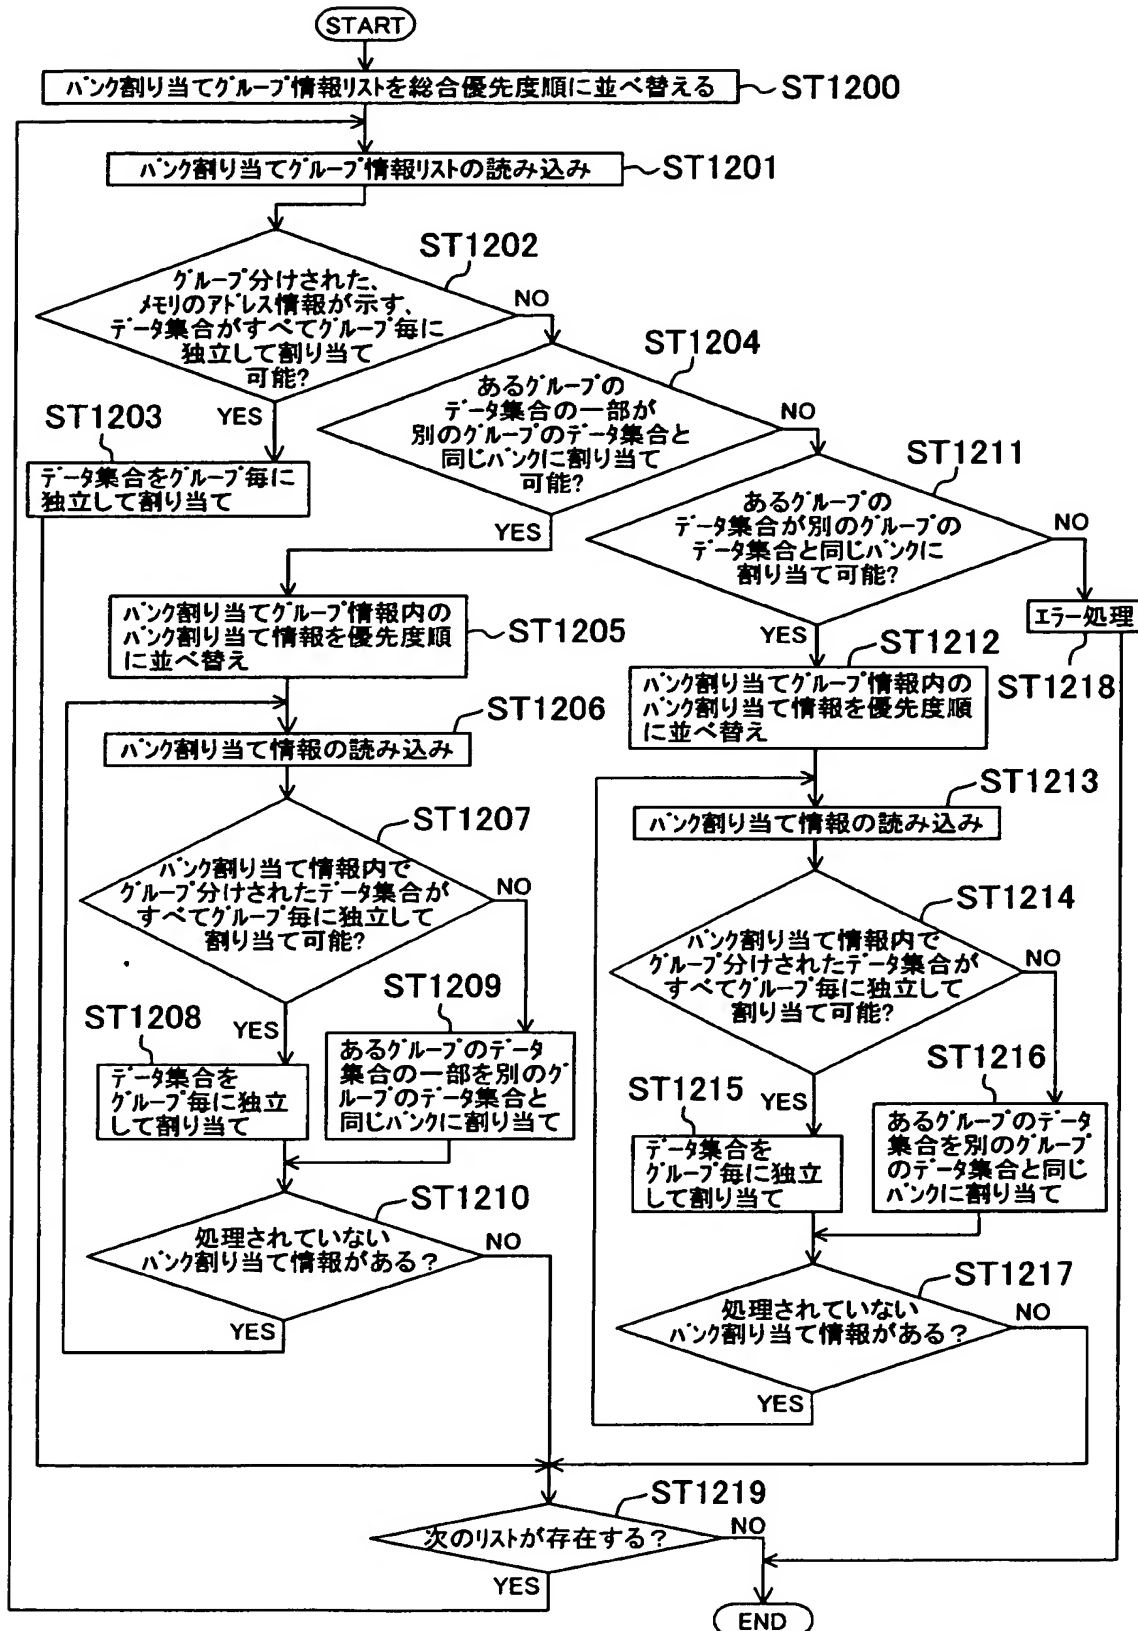 START
バンク割り当てグループ情報リストを総合優先度順に並べ替える
ST1200
バンク割り当てグループ情報リストの読み込み
ST1201
ST1202
グループ分けされた、
メモリのアドレス情報が示す、
データ集合がすべてグループ毎に
独立して割り当て
可能?
NO
YES
ST1203
データ集合をグループ毎に
独立して割り当て
ST1204
あるグループの
データ集合の一部が
別のグループのデータ集合と
同じバンクに割り当て
可能?
NO
YES
ST1211
あるグループの
データ集合が別のグループの
データ集合と同じバンクに
割り当て可能?
NO
YES
エラー処理
ST1218
バンク割り当てグループ情報内の
バンク割り当て情報を優先度順
に並べ替え
ST1205
ST1206
バンク割り当て情報の読み込み
ST1207
バンク割り当て情報内で
グループ分けされたデータ集合が
すべてグループ毎に独立して
割り当て可能?
NO
YES
ST1208
データ集合を
グループ毎に独立
して割り当て
ST1209
あるグループのデータ
集合の一部を別のグ
ループのデータ集合と
同じバンクに割り当て
ST1210
処理されていない
バンク割り当て情報がある?
NO
YES
ST1212
バンク割り当てグループ情報内の
バンク割り当て情報を優先度順
に並べ替え
ST1213
バンク割り当て情報の読み込み
ST1214
バンク割り当て情報内で
グループ分けされたデータ集合が
すべてグループ毎に独立して
割り当て可能?
NO
YES
ST1215
データ集合を
グループ毎に独立
して割り当て
ST1216
あるグループのデータ
集合を別のグループ
のデータ集合と同じ
バンクに割り当て
ST1217
処理されていない
バンク割り当て情報がある?
NO
YES
ST1219
次のリストが存在する?
NO
YES
END